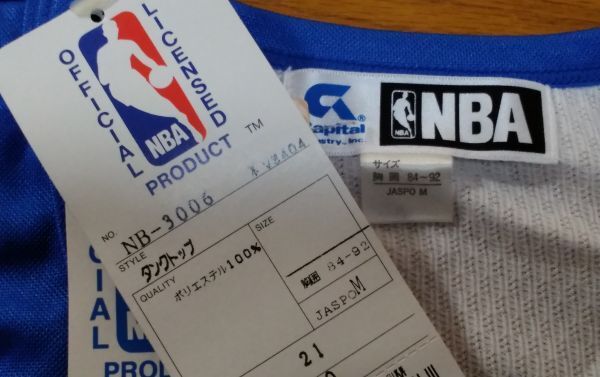 OFFICIAL LICENSED
NBA
PRODUCT ™
NO. NB-3006
STYLE
タンクトップ
QUALITY
ポリエステル100%
SIZE
胸囲 84-92
JASPO M
21
OFFICIAL
PROD
Capital
NBA
サイズ
胸囲 84~92
JASPO M